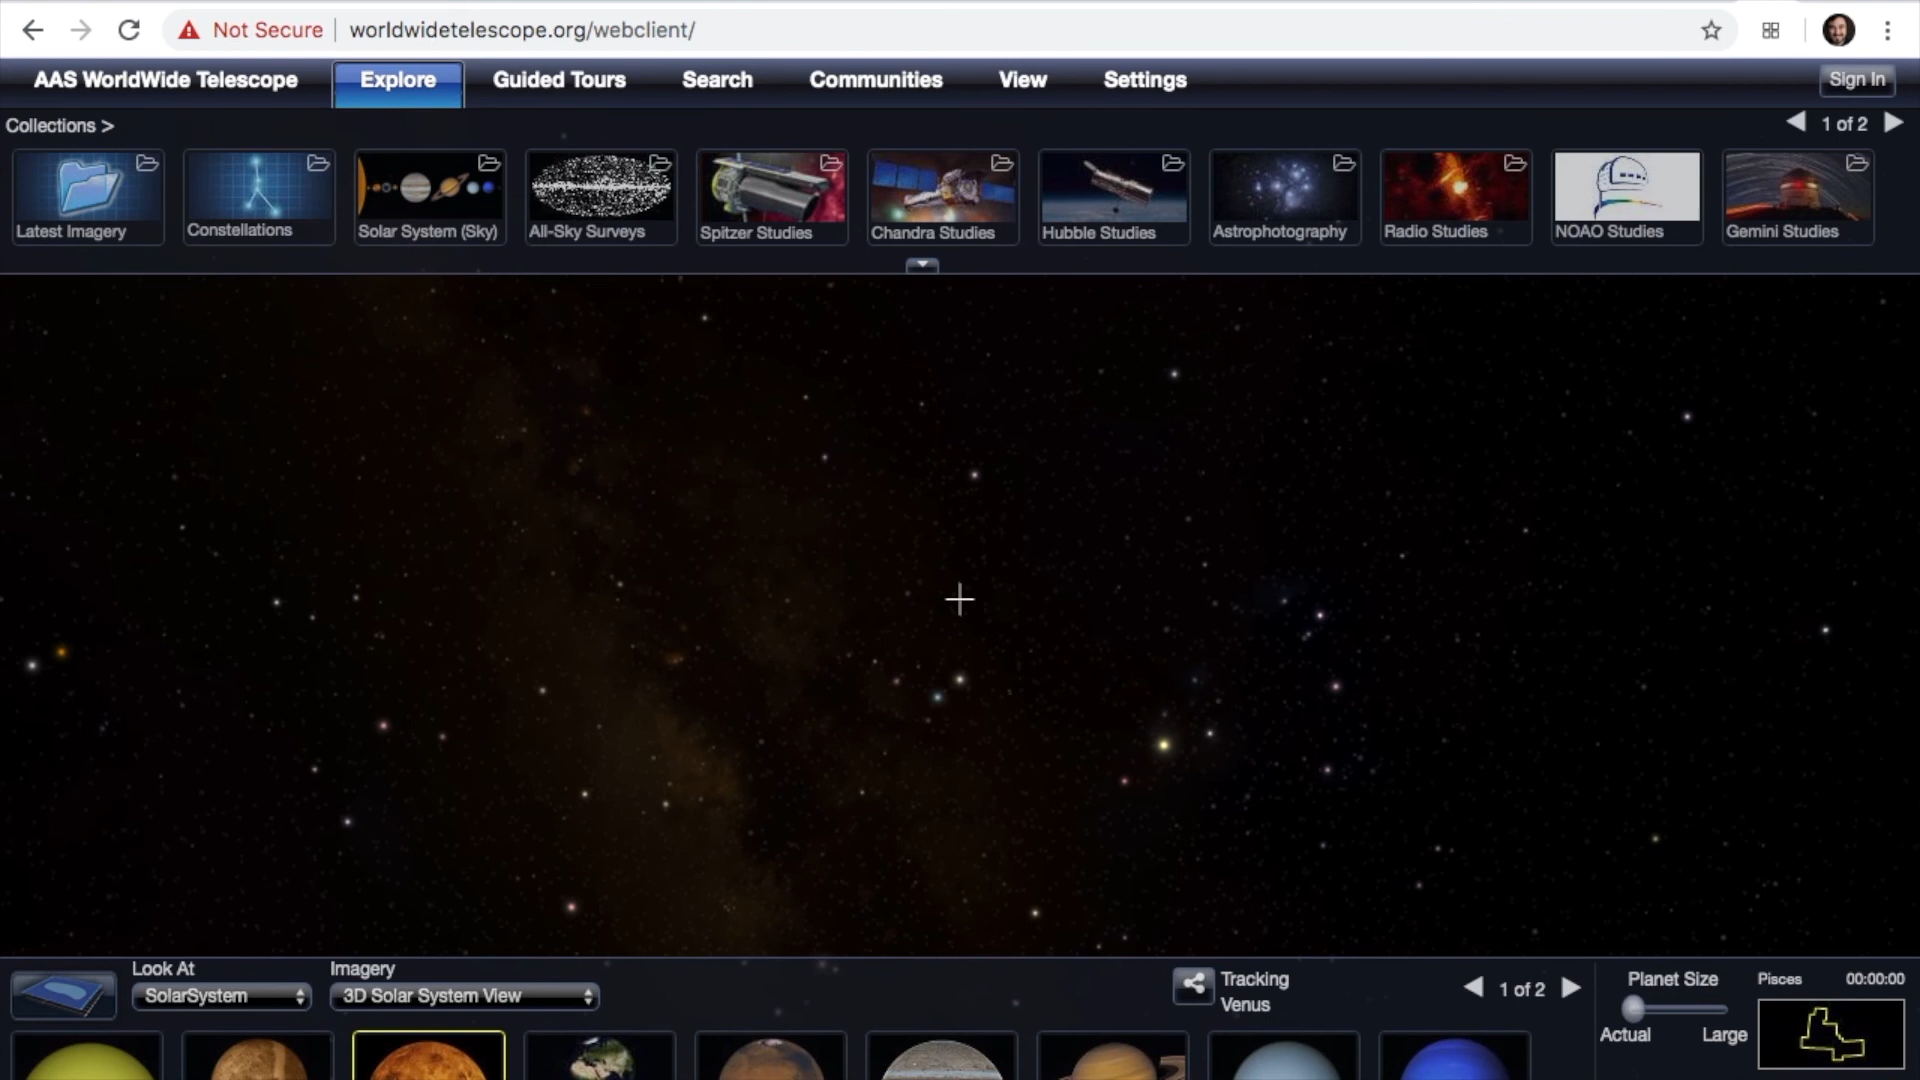 Not Secure worldwidetelescope.org/webclient/
AAS WorldWide Telescope Explore Guided Tours Search Communities View Settings Sign In
Collections > 1 of 2
Latest Imagery Constellations Solar System (Sky) All-Sky Surveys Spitzer Studies Chandra Studies Hubble Studies Astrophotography Radio Studies NOAO Studies Gemini Studies
Look At Imagery Tracking Planet Size Pisces 00:00:00
SolarSystem 3D Solar System View Venus 1 of 2
Actual Large